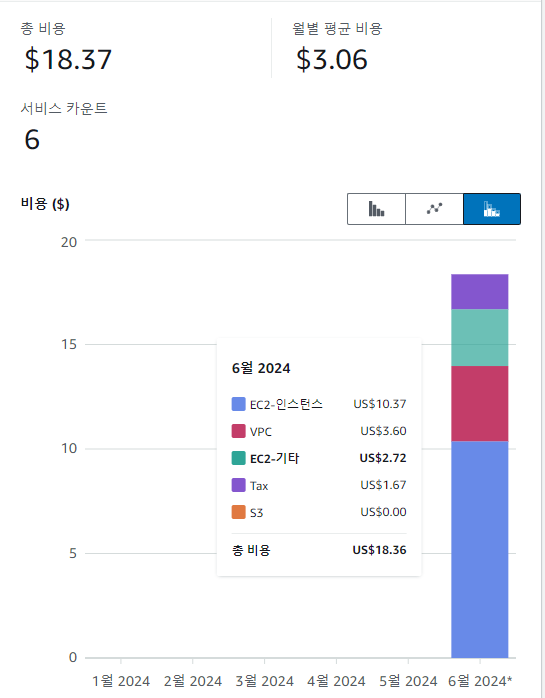 총 비용
월별 평균 비용
$18.37
$3.06
서비스 카운트
6
비용 ($)
20
15
10
5
0
6월 2024
EC2-인스턴스 US$10.37
VPC US$3.60
EC2-기타 US$2.72
Tax US$1.67
S3 US$0.00
총 비용 US$18.36
1월 2024 2월 2024 3월 2024 4월 2024 5월 2024 6월 2024*